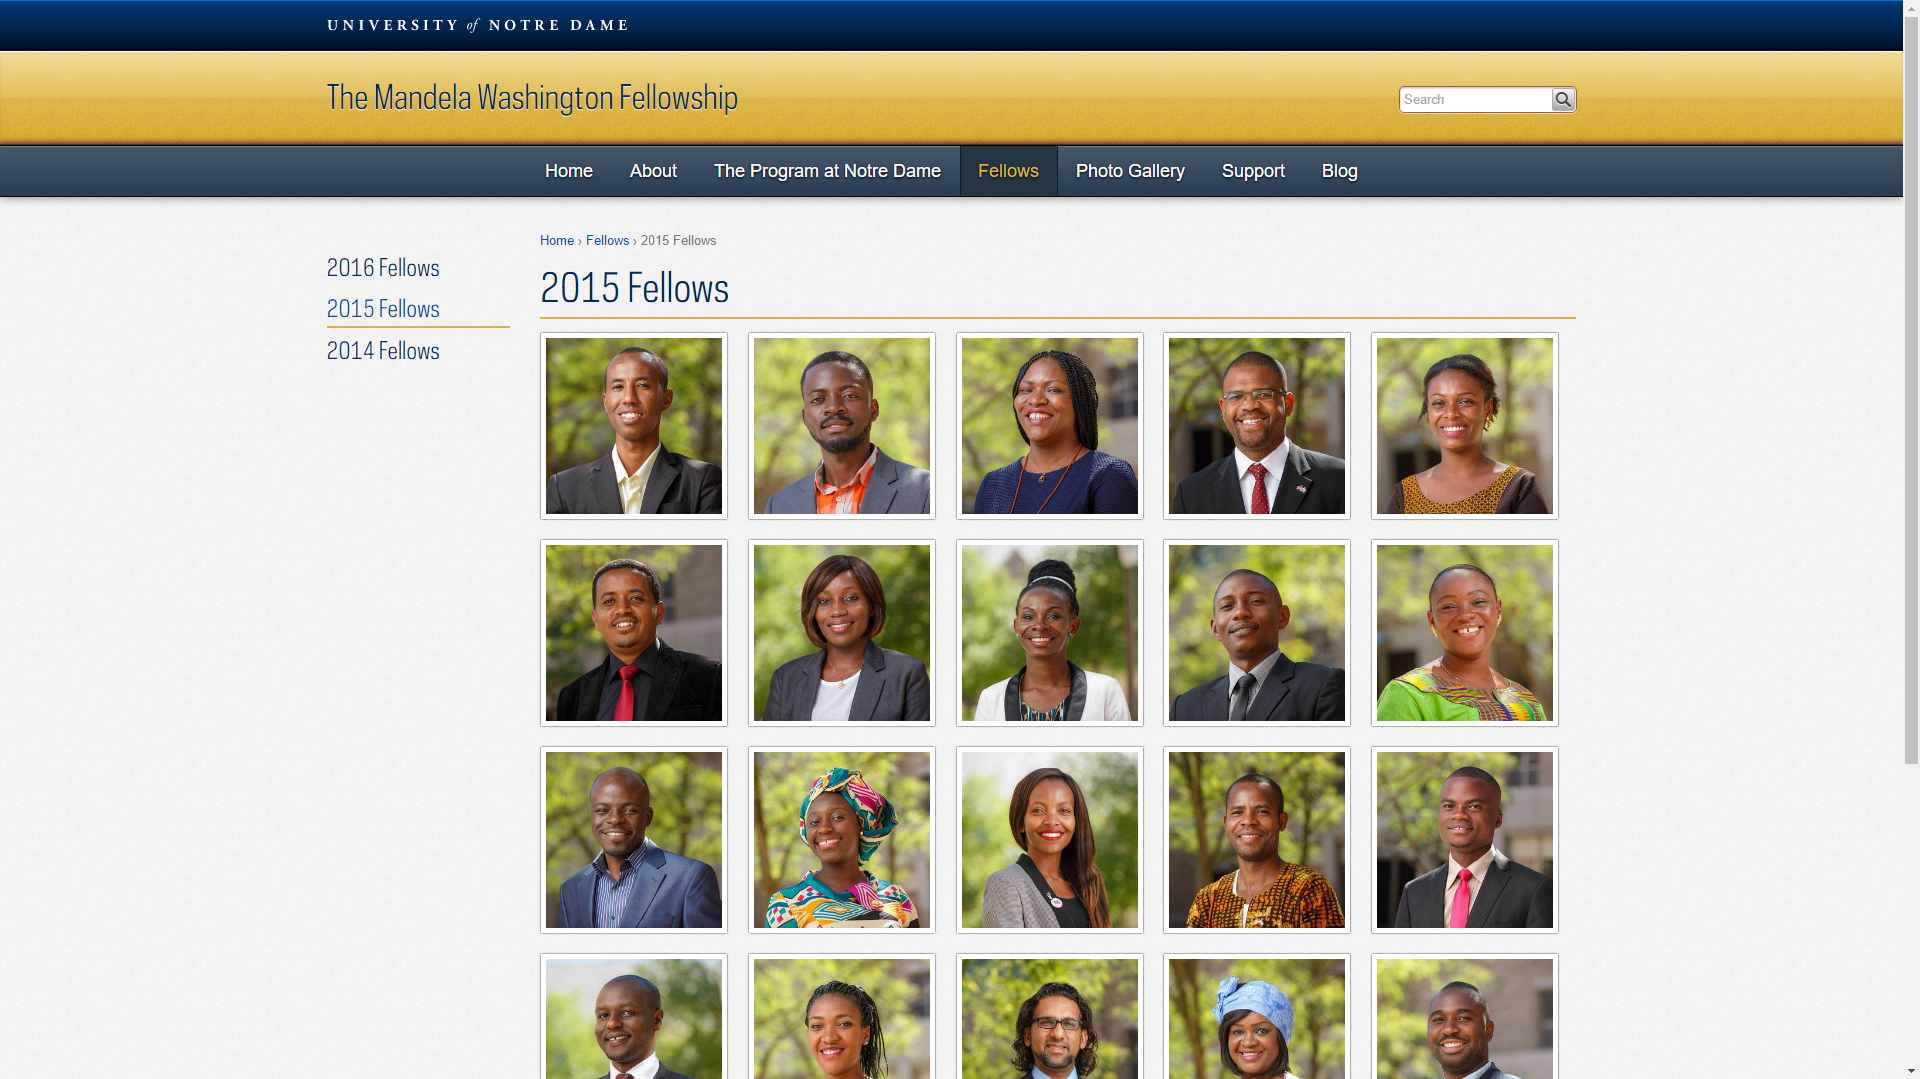 UNIVERSITY of NOTRE DAME
The Mandela Washington Fellowship
Search
Home About The Program at Notre Dame Fellows Photo Gallery Support Blog
Home › Fellows › 2015 Fellows
2016 Fellows
2015 Fellows
2014 Fellows
2015 Fellows